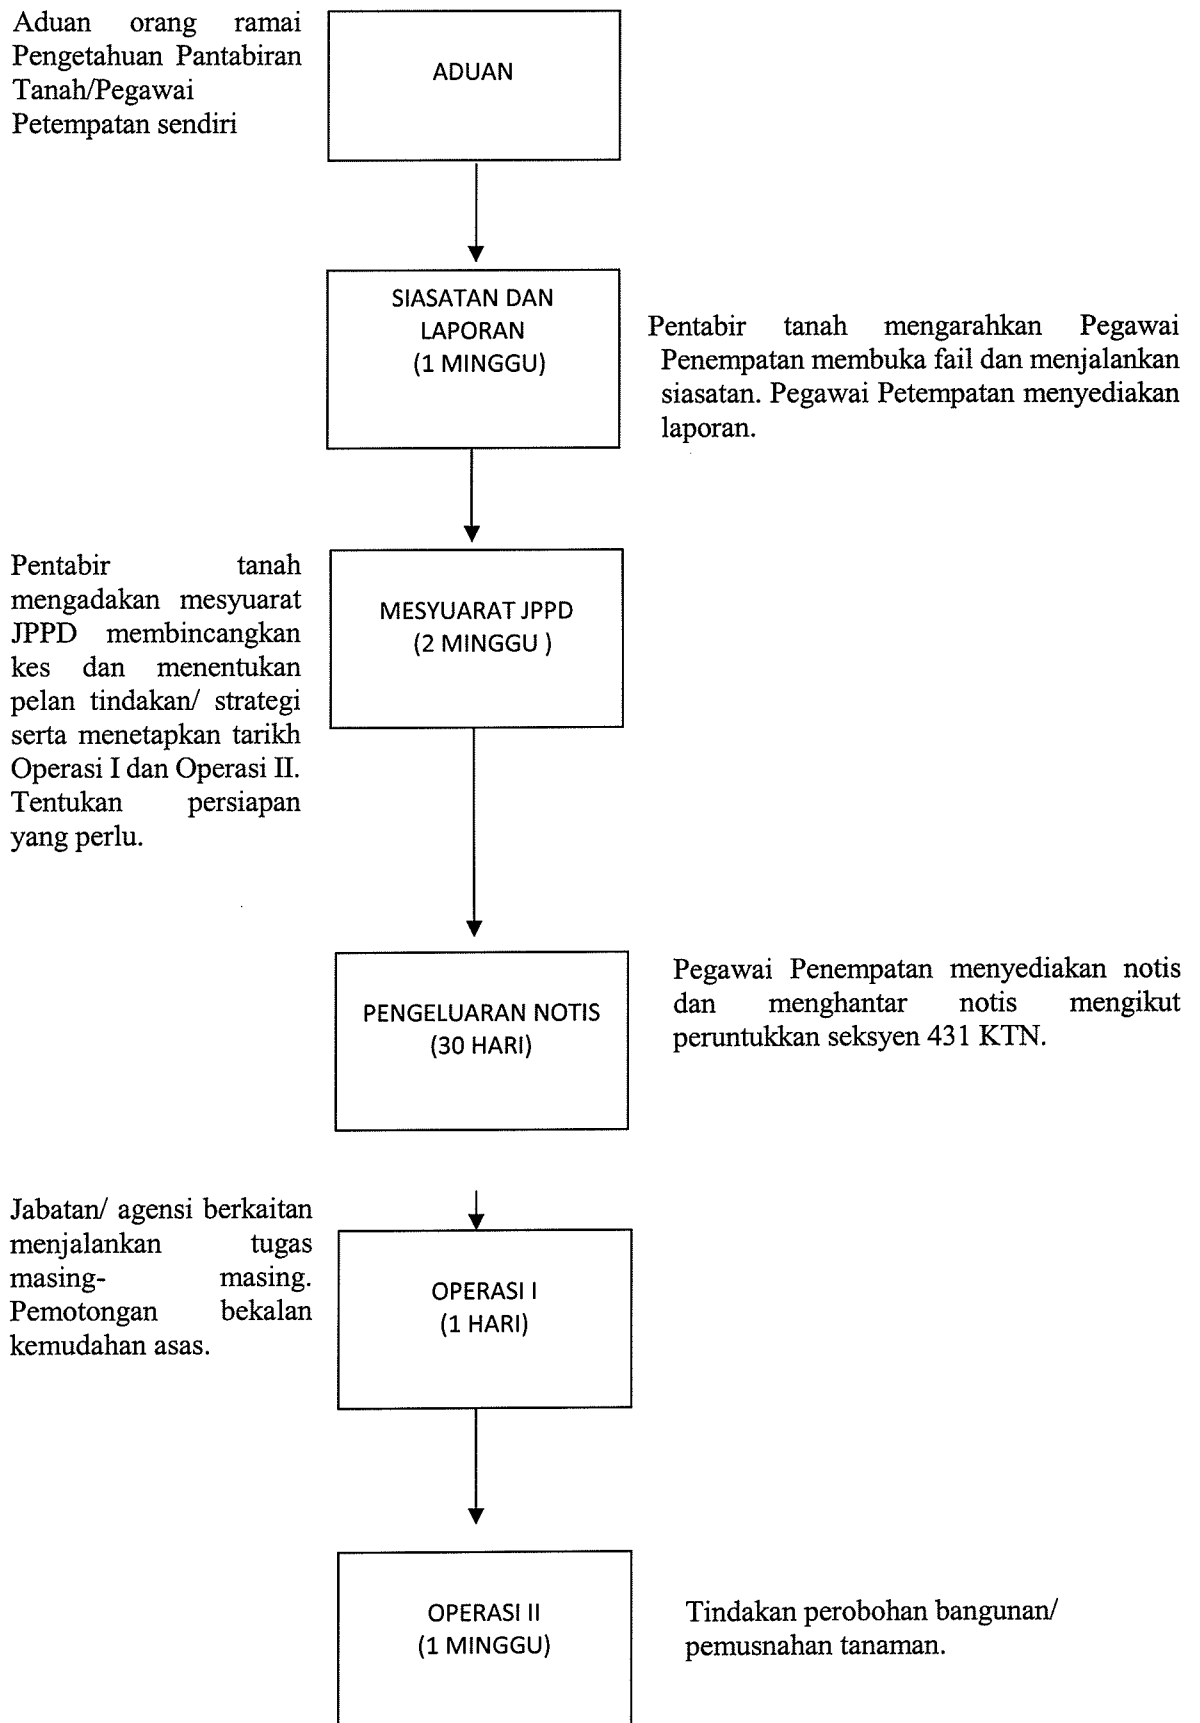 Aduan orang ramai
Pengetahuan Pantabiran
Tanah/Pegawai
Petempatan sendiri
ADUAN
SIASATAN DAN
LAPORAN
(1 MINGGU)
Pentabir tanah mengarahkan Pegawai
Penempatan membuka fail dan menjalankan
siasatan. Pegawai Petempatan menyediakan
laporan.
Pentabir tanah
mengadakan mesyuarat
JPPD membincangkan
kes dan menentukan
pelan tindakan/ strategi
serta menetapkan tarikh
Operasi I dan Operasi II.
Tentukan persiapan
yang perlu.
MESYUARAT JPPD
(2 MINGGU )
PENGELUARAN NOTIS
(30 HARI)
Pegawai Penempatan menyediakan notis
dan menghantar notis mengikut
peruntukkan seksyen 431 KTN.
Jabatan/ agensi berkaitan
menjalankan tugas
masing- masing.
Pemotongan bekalan
kemudahan asas.
OPERASI I
(1 HARI)
OPERASI II
(1 MINGGU)
Tindakan perobohan bangunan/
pemusnahan tanaman.